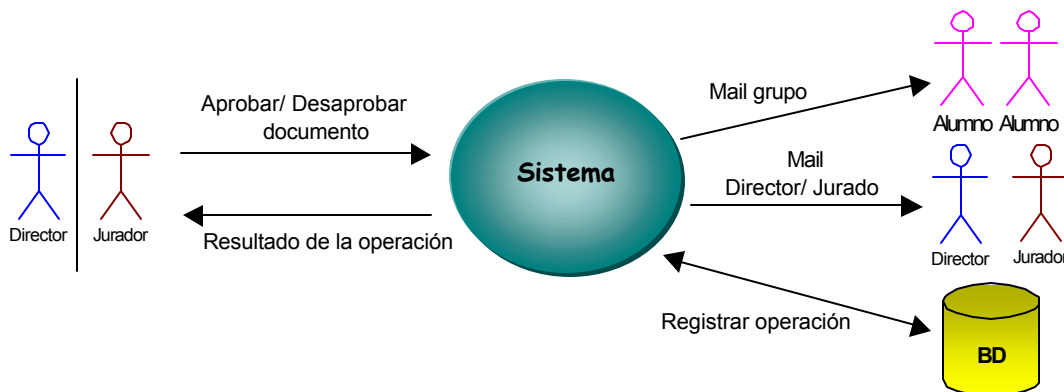 Aprobar/ Desaprobar
documento
Director
Jurador
Resultado de la operación
Sistema
Mail grupo
Alumno
Alumno
Mail
Director/ Jurado
Director
Jurador
Registrar operación
BD